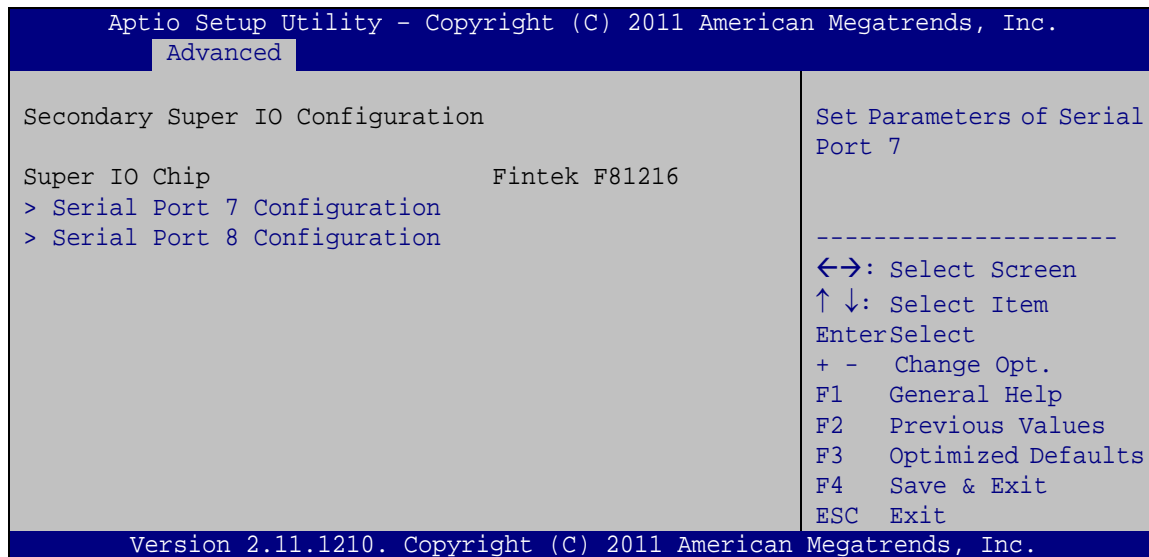 Aptio Setup Utility – Copyright (C) 2011 American Megatrends, Inc.
Advanced
Secondary Super IO Configuration
Super IO Chip Fintek F81216
> Serial Port 7 Configuration
> Serial Port 8 Configuration
Set Parameters of Serial
Port 7
---------------------
←→: Select Screen
↑ ↓: Select Item
EnterSelect
+ - Change Opt.
F1 General Help
F2 Previous Values
F3 Optimized Defaults
F4 Save & Exit
ESC Exit
Version 2.11.1210. Copyright (C) 2011 American Megatrends, Inc.